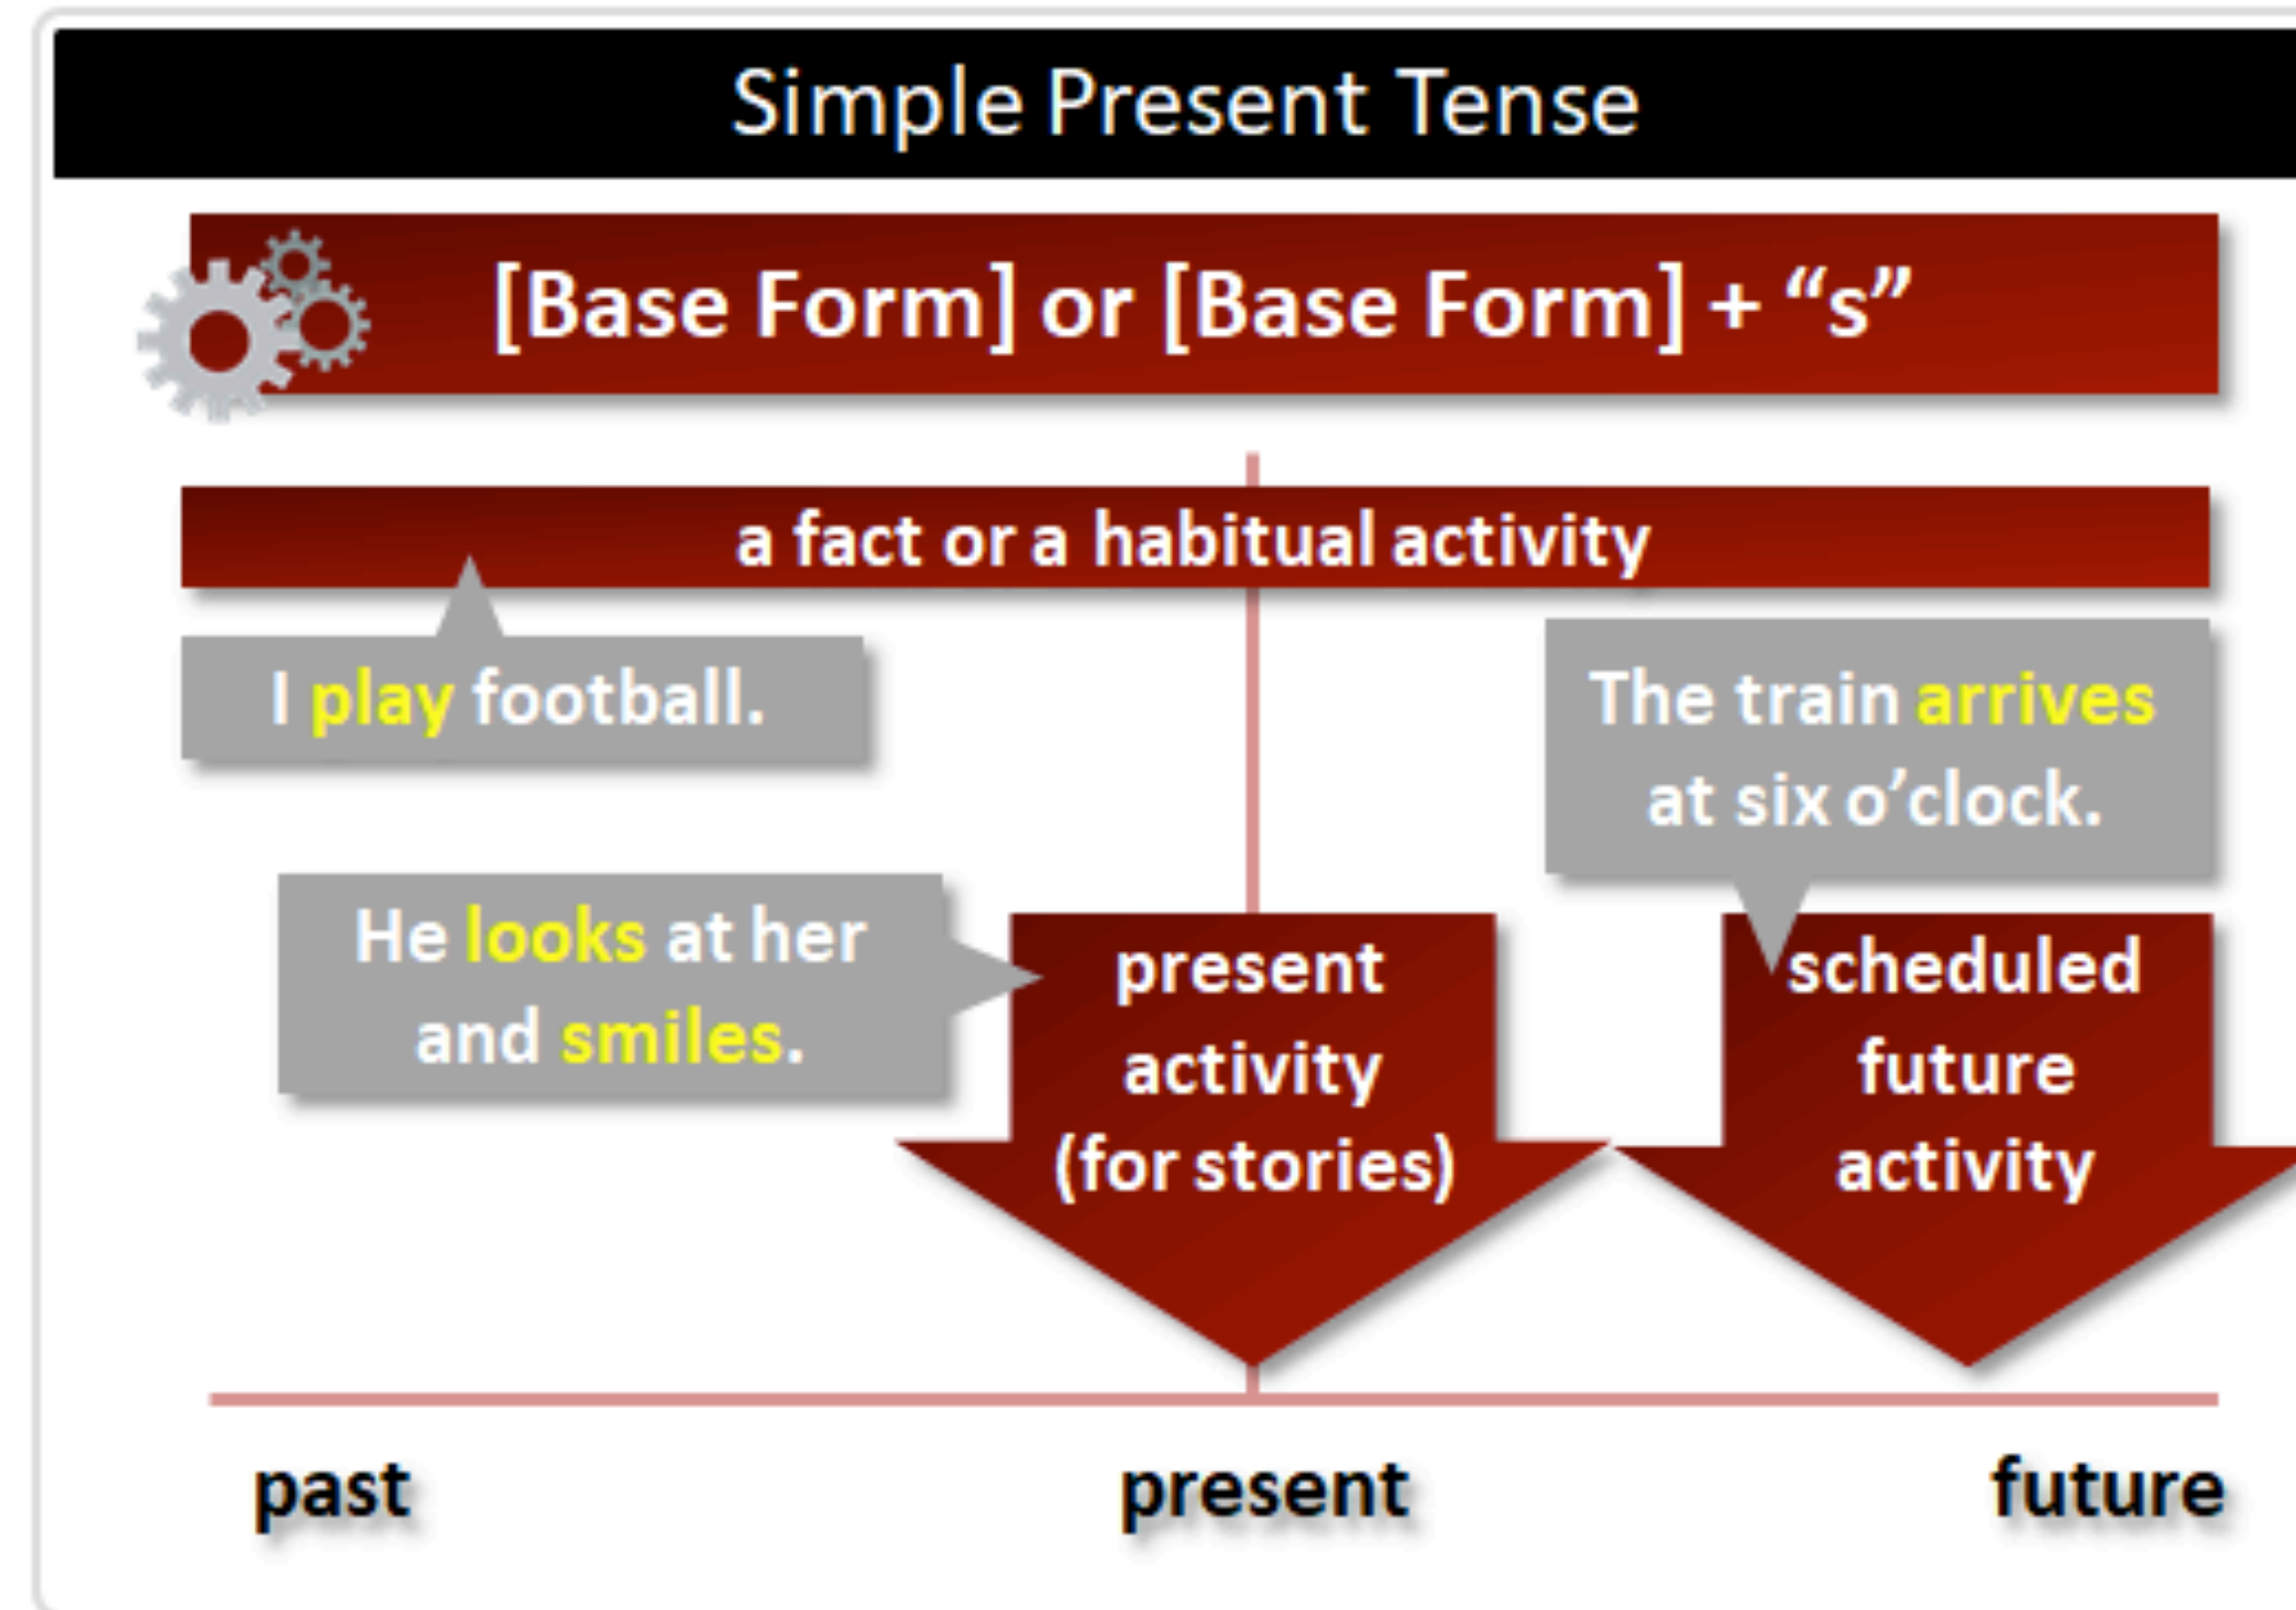 Simple Present Tense
[Base Form] or [Base Form] + “s”
a fact or a habitual activity
I play football.
The train arrives
at six o’clock.
He looks at her
and smiles.
present
activity
(for stories)
scheduled
future
activity
past
present
future